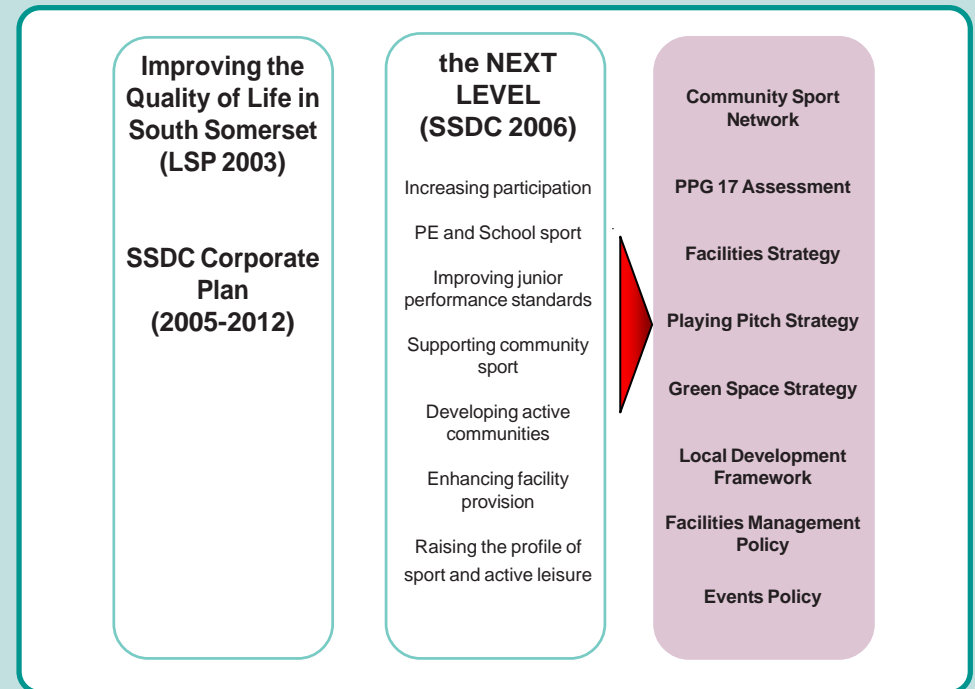 Improving the
Quality of Life in
South Somerset
(LSP 2003)
SSDC Corporate
Plan
(2005-2012)
the NEXT
LEVEL
(SSDC 2006)
Increasing participation
PE and School sport
Improving junior
performance standards
Supporting community
sport
Developing active
communities
Enhancing facility
provision
Raising the profile of
sport and active leisure
Community Sport
Network
PPG 17 Assessment
Facilities Strategy
Playing Pitch Strategy
Green Space Strategy
Local Development
Framework
Facilities Management
Policy
Events Policy